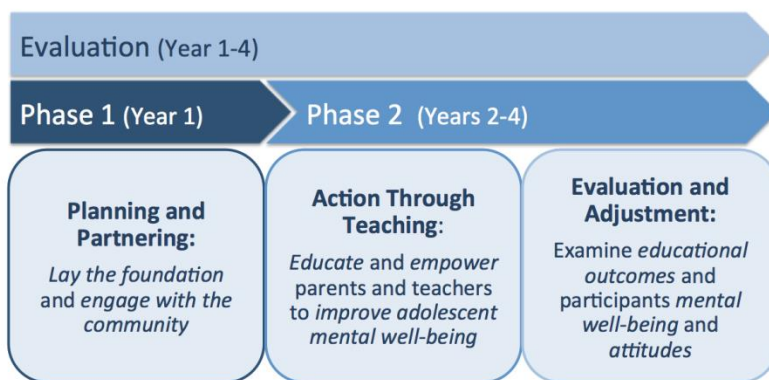 Evaluation (Year 1-4)
Phase 1 (Year 1)
Phase 2 (Years 2-4)
Planning and
Partnering:
Lay the foundation
and engage with the
community
Action Through
Teaching:
Educate and empower
parents and teachers
to improve adolescent
mental well-being
Evaluation and
Adjustment:
Examine educational
outcomes and
participants mental
well-being and
attitudes